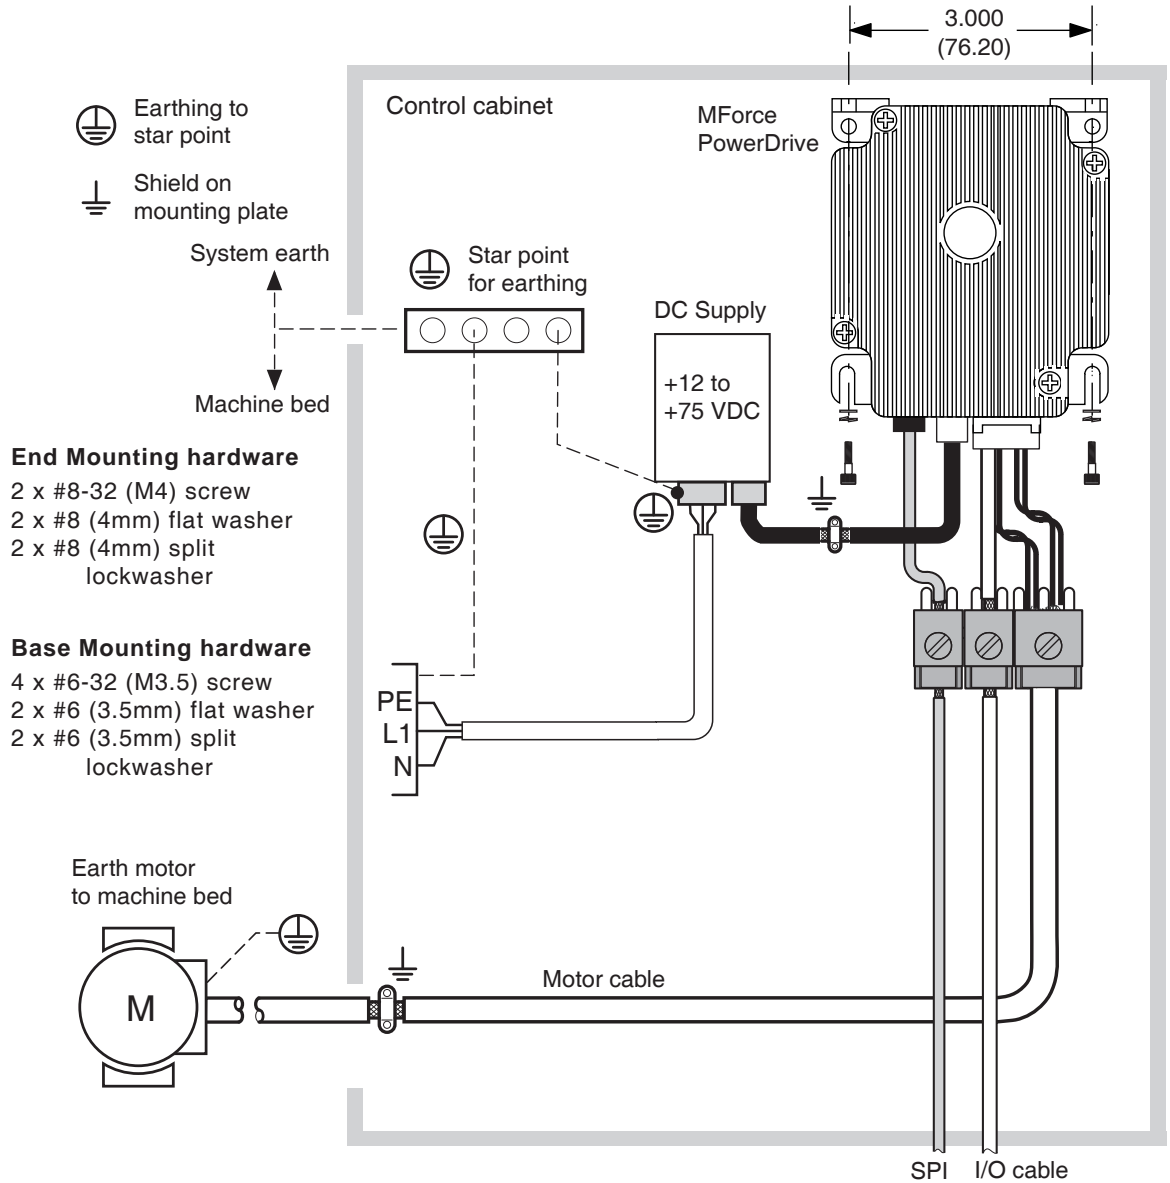 3.000
(76.20)
Control cabinet
MForce
PowerDrive
Earthing to
star point
Shield on
mounting plate
System earth
Star point
for earthing
DC Supply
+12 to
+75 VDC
Machine bed
End Mounting hardware
2 x #8-32 (M4) screw
2 x #8 (4mm) flat washer
2 x #8 (4mm) split
lockwasher
Base Mounting hardware
4 x #6-32 (M3.5) screw
2 x #6 (3.5mm) flat washer
2 x #6 (3.5mm) split
lockwasher
PE
L1
N
Earth motor
to machine bed
M
Motor cable
SPI
I/O cable